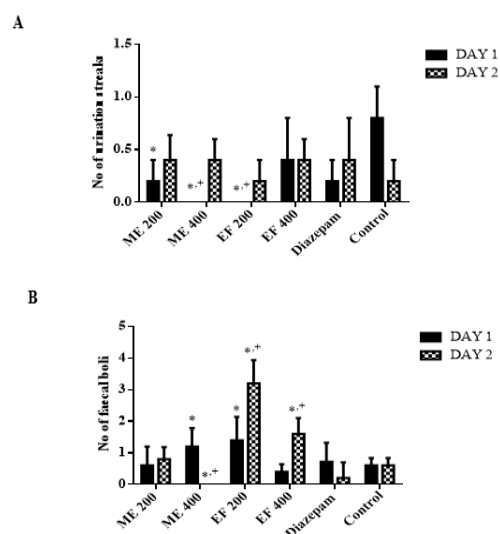 A
No of urination streaks
1.5
1.0
0.5
0.0
*
*,+
*,+
DAY 1
DAY 2
ME 200
ME 400
EF 200
EF 400
Diazepam
Control
B
No of faecal boli
5
4
3
2
1
0
*
*,+
*
*,+
*,+
DAY 1
DAY 2
ME 200
ME 400
EF 200
EF 400
Diazepam
Control